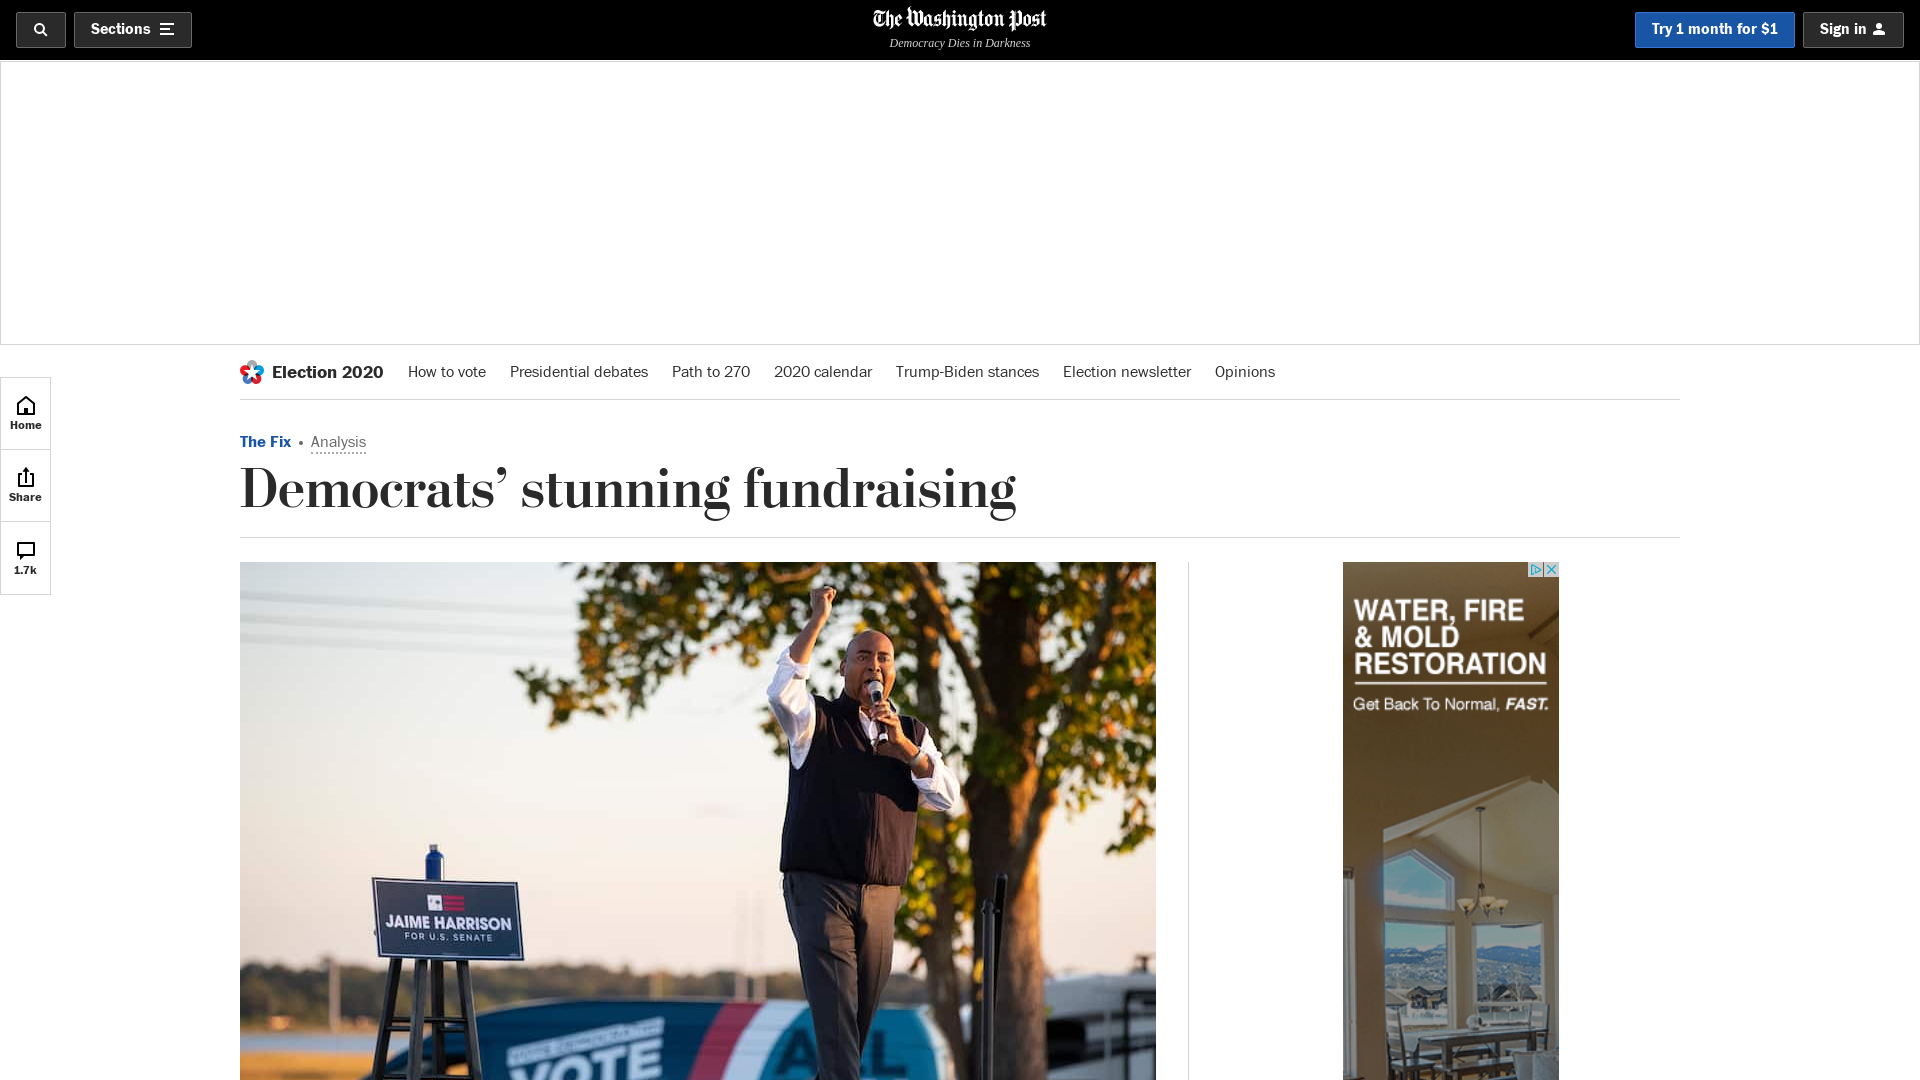 Sections
The Washington Post
Democracy Dies in Darkness
Try 1 month for $1
Sign in
Election 2020
How to vote
Presidential debates
Path to 270
2020 calendar
Trump-Biden stances
Election newsletter
Opinions
Home
Share
1.7k
The Fix • Analysis
Democrats’ stunning fundraising
JAIME HARRISON
FOR U.S. SENATE
VOTE
ALL
WATER, FIRE
& MOLD
RESTORATION
Get Back To Normal, FAST.